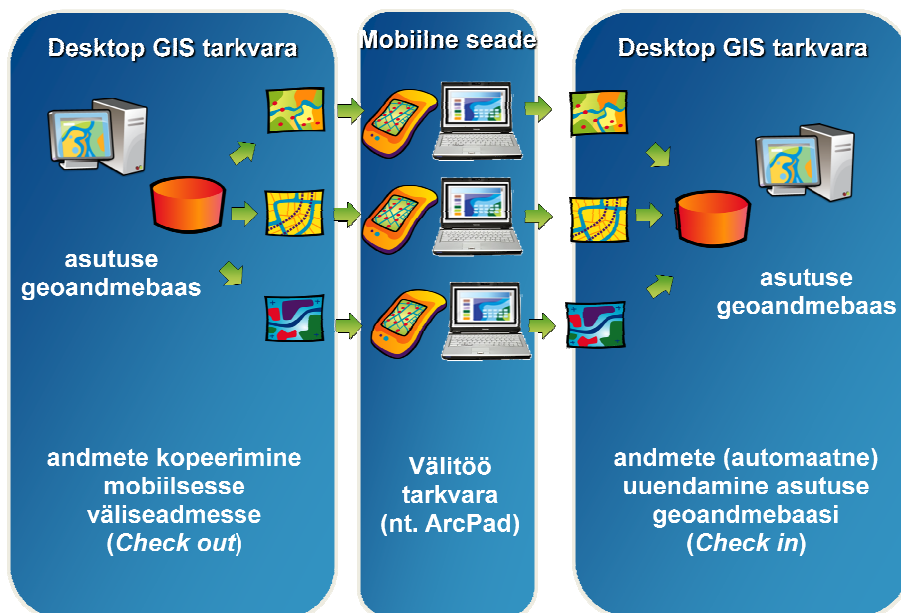 Desktop GIS tarkvara
asutuse
geoandmebaas
andmete kopeerimine
mobiilsesse
väliseadmesse
(Check out)
Mobiilne seade
Välitöö
tarkvara
(nt. ArcPad)
Desktop GIS tarkvara
asutuse
geoandmebaas
andmete (automaatne)
uuendamine asutuse
geoandmebaasi
(Check in)